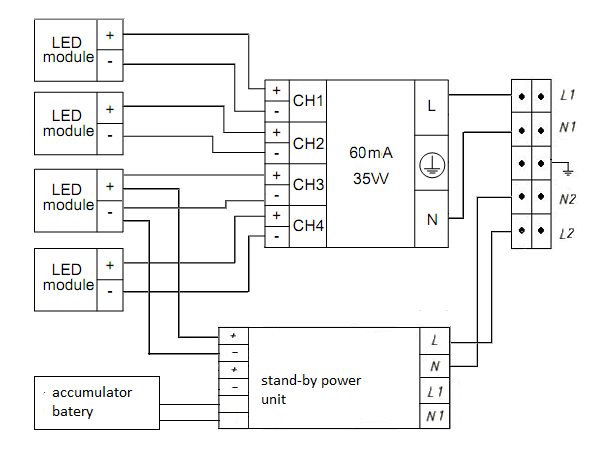 LED
module
+
-
LED
module
+
-
LED
module
+
-
LED
module
+
-
+
-
CH1
+
-
CH2
+
-
CH3
+
-
CH4
60mA
35W
L
N
L1
N1
N2
L2
+
-
+
-
stand-by power
unit
L
N
L1
N1
accumulator
batery